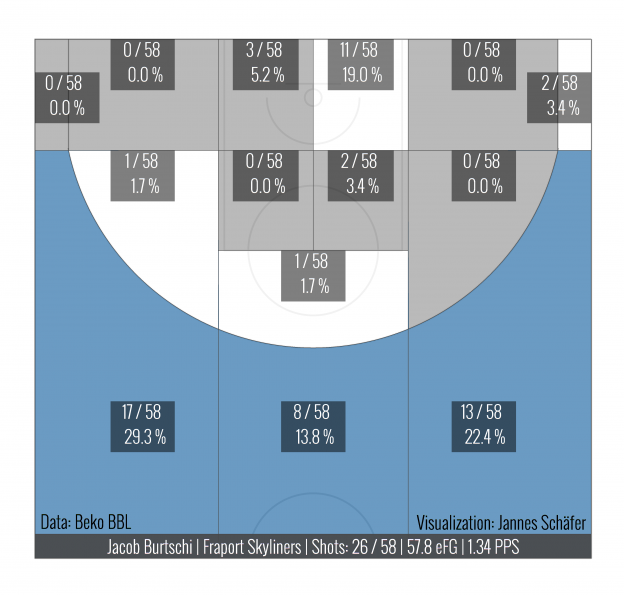 0 / 58
0.0 %
3 / 58
5.2 %
11 / 58
19.0 %
0 / 58
0.0 %
0 / 58
0.0 %
2 / 58
3.4 %
1 / 58
1.7 %
0 / 58
0.0 %
2 / 58
3.4 %
0 / 58
0.0 %
1 / 58
1.7 %
17 / 58
29.3 %
8 / 58
13.8 %
13 / 58
22.4 %
Data: Beko BBL
Visualization: Jannes Schäfer
Jacob Burtschi | Fraport Skyliners | Shots: 26 / 58 | 57.8 eFG | 1.34 PPS